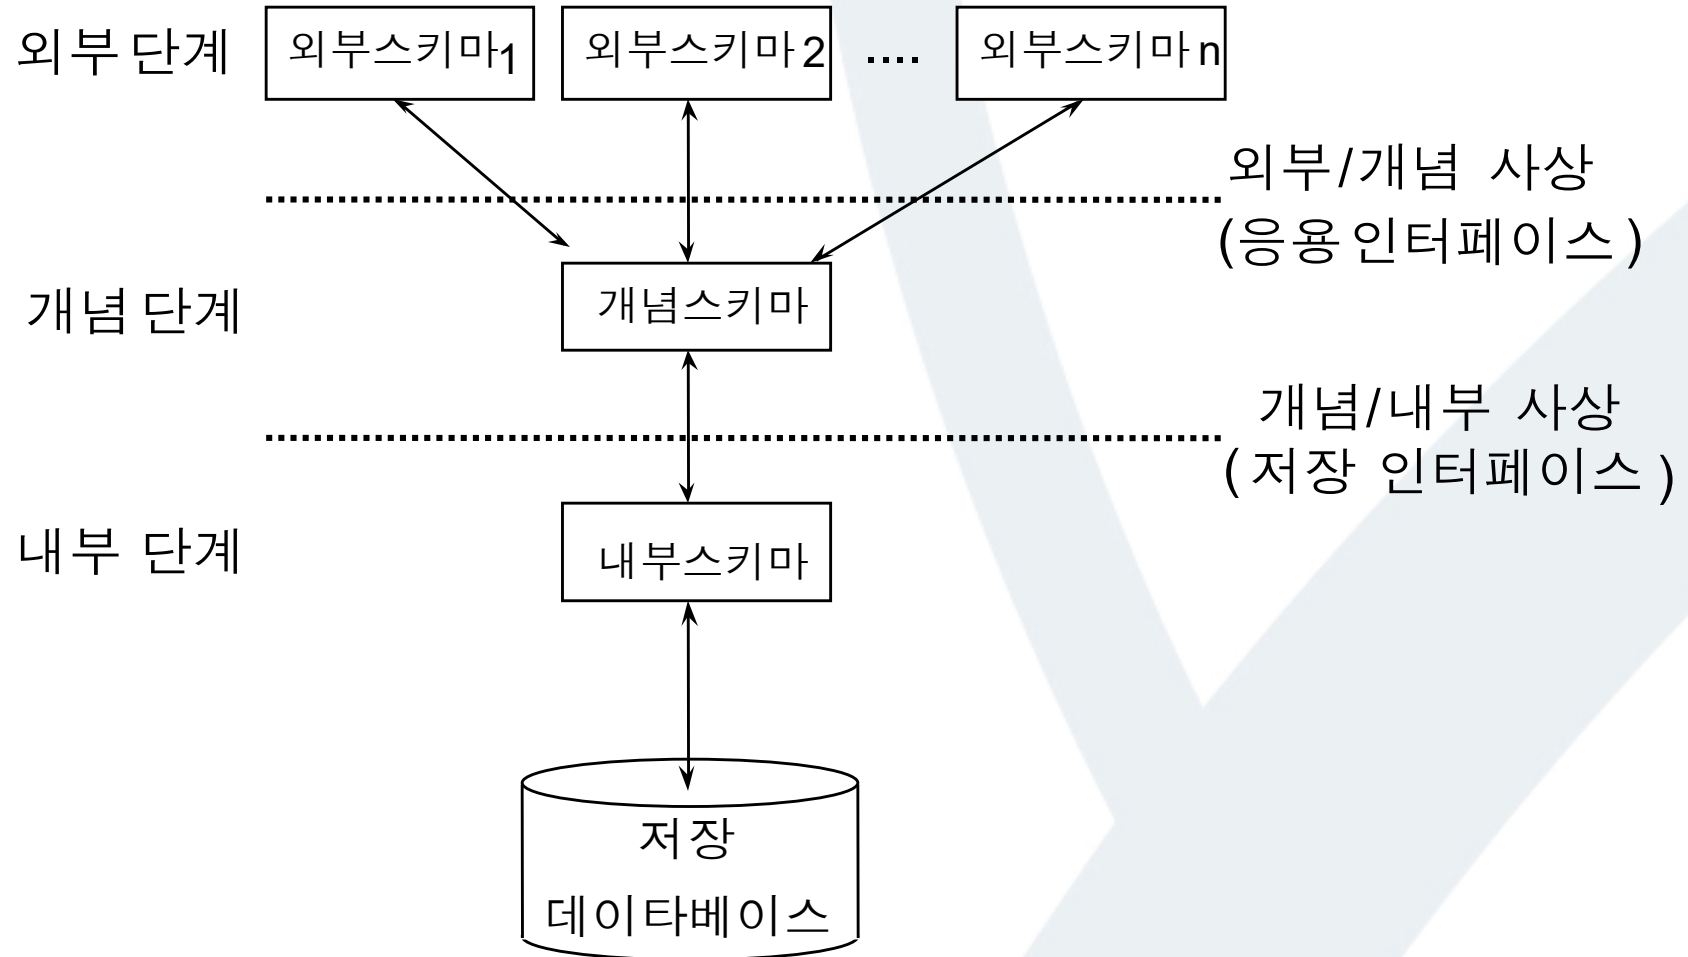 외부 단계
외부스키마1
외부스키마2
....
외부스키마n
외부/개념 사상
(응용인터페이스)
개념 단계
개념스키마
개념/내부 사상
(저장 인터페이스)
내부 단계
내부스키마
저장
데이타베이스